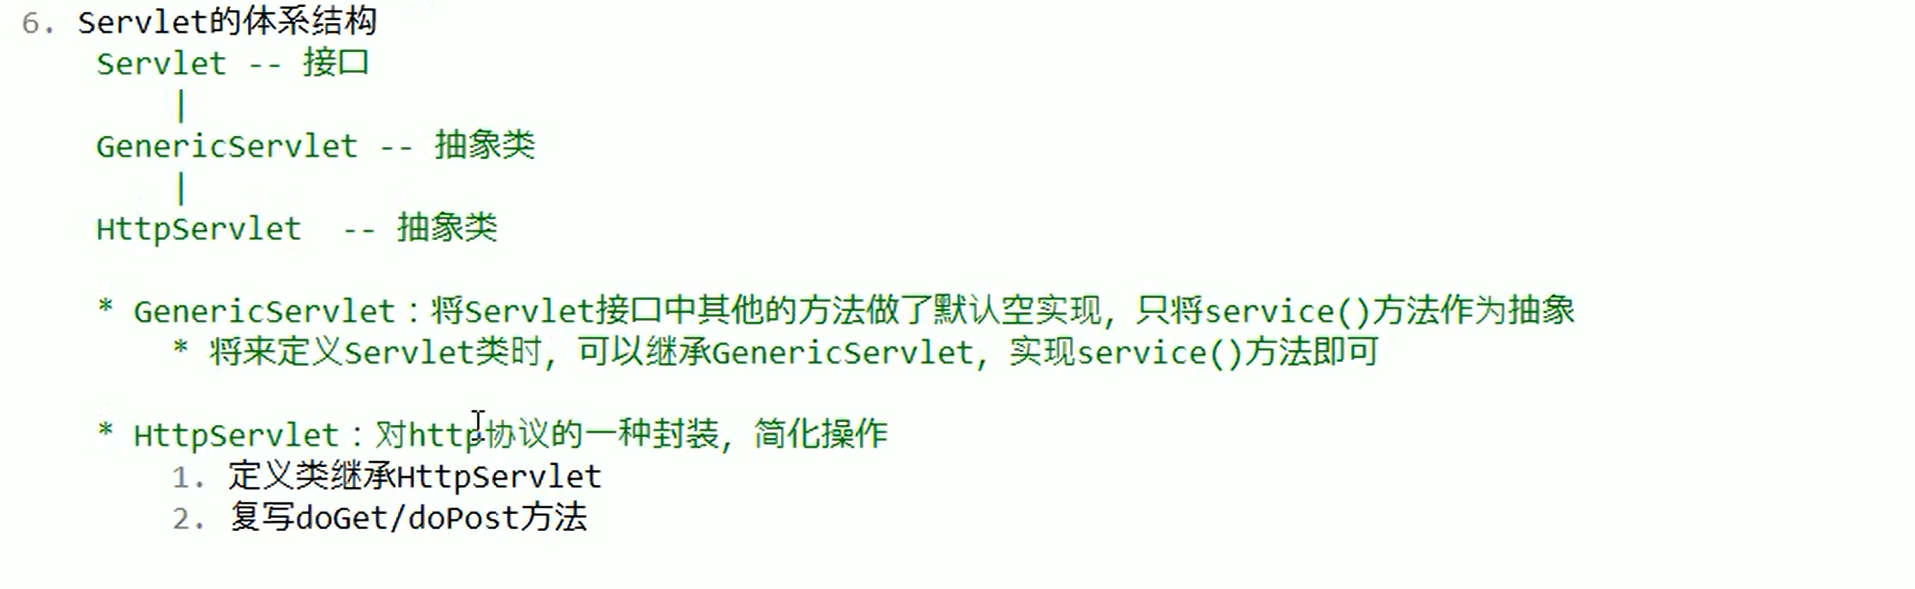 6. Servlet的体系结构
Servlet -- 接口
|
GenericServlet -- 抽象类
|
HttpServlet -- 抽象类
* GenericServlet：将Servlet接口中其他的方法做了默认空实现，只将service()方法作为抽象
* 将来定义Servlet类时，可以继承GenericServlet，实现service()方法即可
* HttpServlet：对http协议的一种封装，简化操作
1. 定义类继承HttpServlet
2. 复写doGet/doPost方法